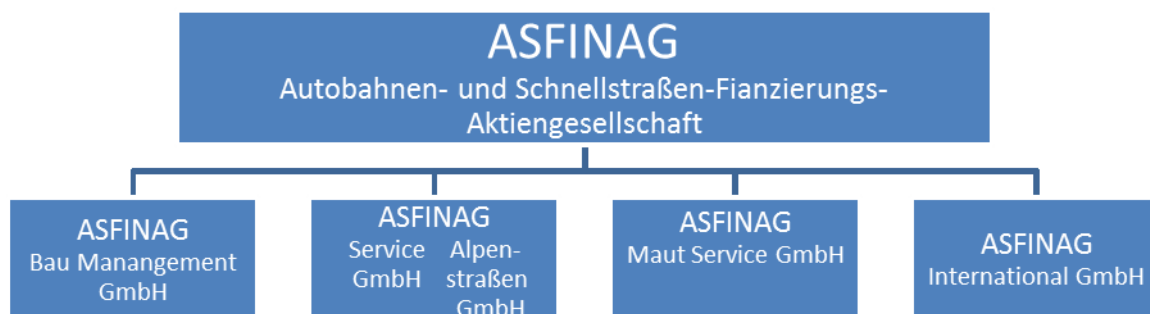 ASFINAG
Autobahnen- und Schnellstraßen-Fianzierungs-
Aktiengesellschaft
ASFINAG
Bau Manangement
GmbH
ASFINAG
Service
GmbH
Alpen-
straßen
GmbH
ASFINAG
Maut Service GmbH
ASFINAG
International GmbH